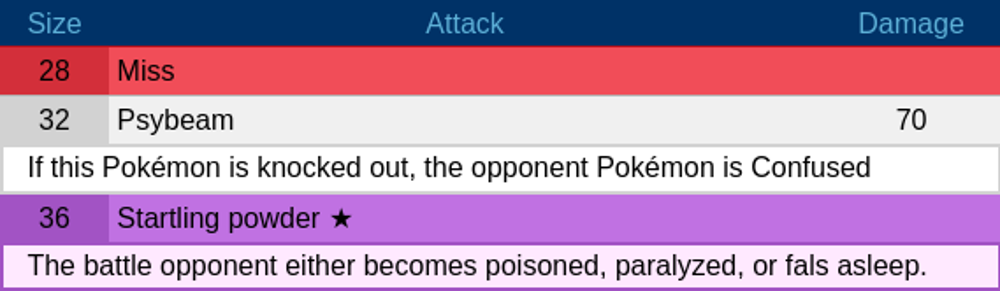 Size Attack Damage
28 Miss
32 Psybeam 70
If this Pokémon is knocked out, the opponent Pokémon is Confused
36 Startling powder ★
The battle opponent either becomes poisoned, paralyzed, or fals asleep.